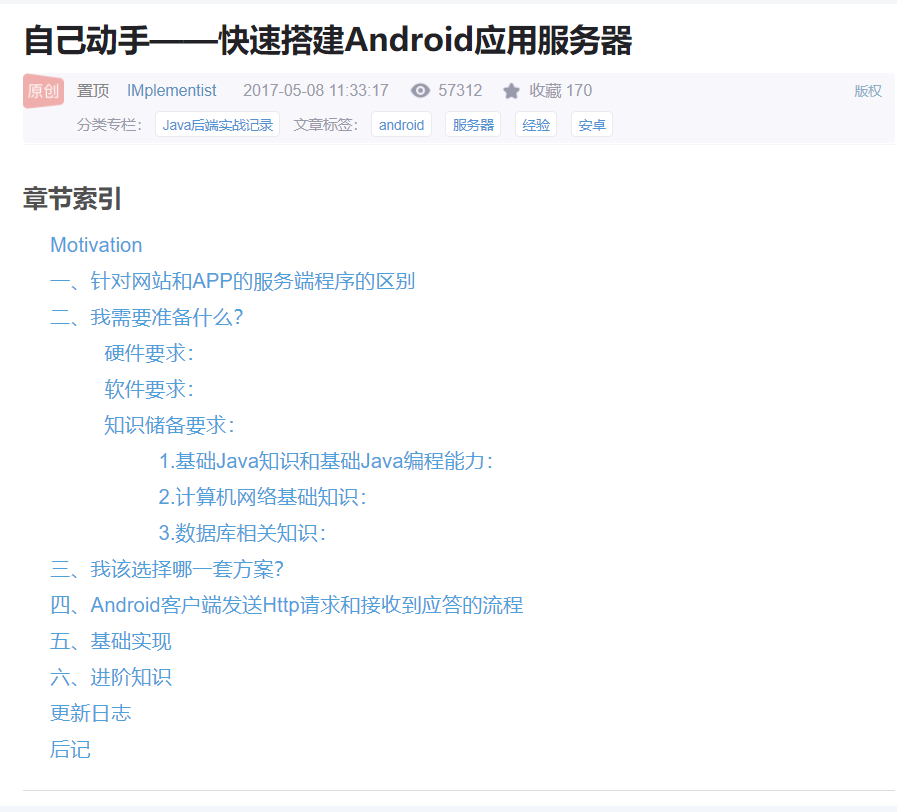 自己动手——快速搭建Android应用服务器
原创 置顶 IMplementist 2017-05-08 11:33:17 57312 收藏 170 版权
分类专栏： Java后端实战记录 文章标签： android 服务器 经验 安卓
章节索引
Motivation
一、针对网站和APP的服务端程序的区别
二、我需要准备什么？
硬件要求：
软件要求：
知识储备要求：
1.基础Java知识和基础Java编程能力：
2.计算机网络基础知识：
3.数据库相关知识：
三、我该选择哪一套方案？
四、Android客户端发送Http请求和接收到应答的流程
五、基础实现
六、进阶知识
更新日志
后记